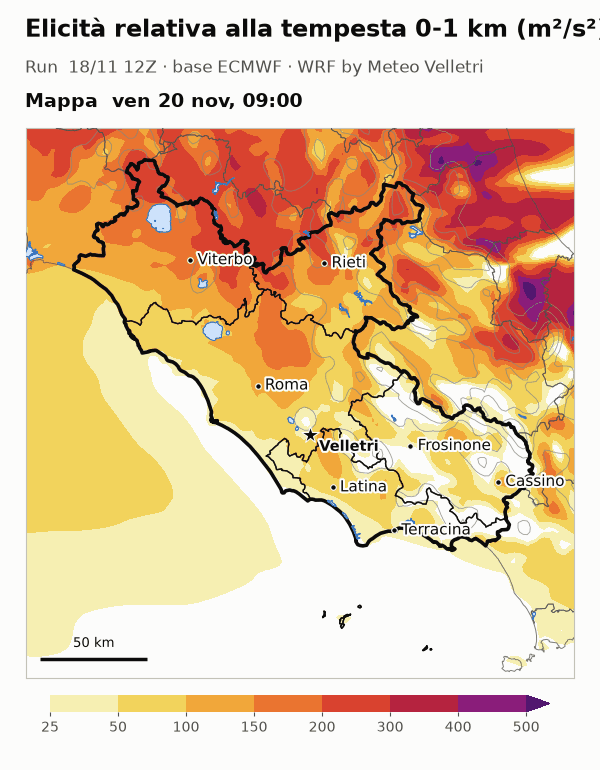 Elicità relativa alla tempesta 0-1 km (m²/s²)
Run  18/11 12Z · base ECMWF · WRF by Meteo Velletri
Mappa  ven 20 nov, 09:00
Viterbo
Rieti
Roma
Velletri
Frosinone
Cassino
Latina
Terracina
50 km
25 50 100 150 200 300 400 500